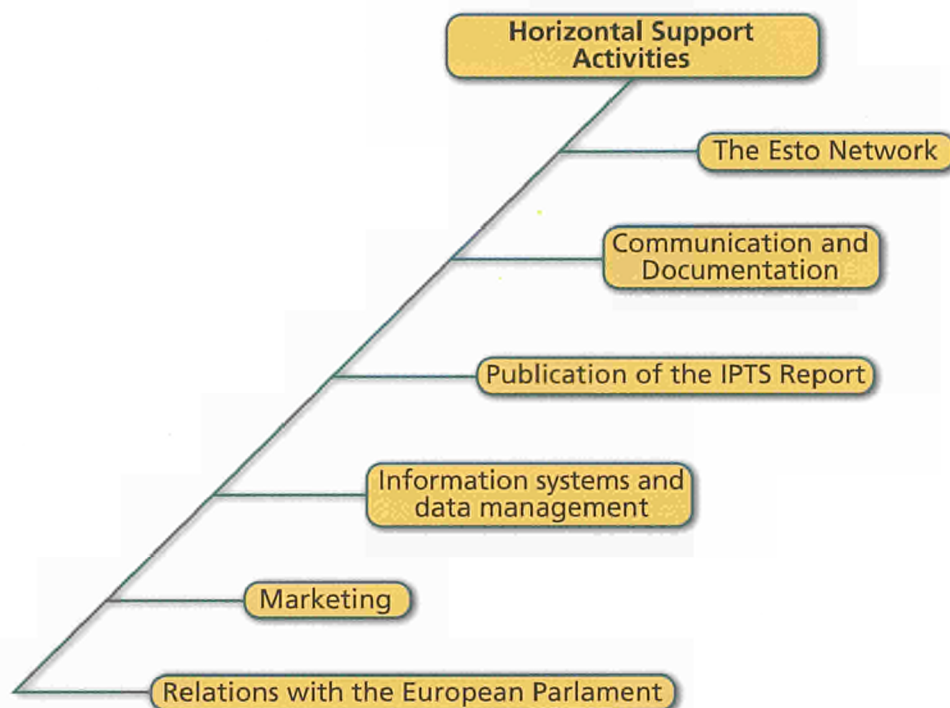 Horizontal Support
Activities
The Esto Network
Communication and
Documentation
Publication of the IPTS Report
Information systems and
data management
Marketing
Relations with the European Parlament